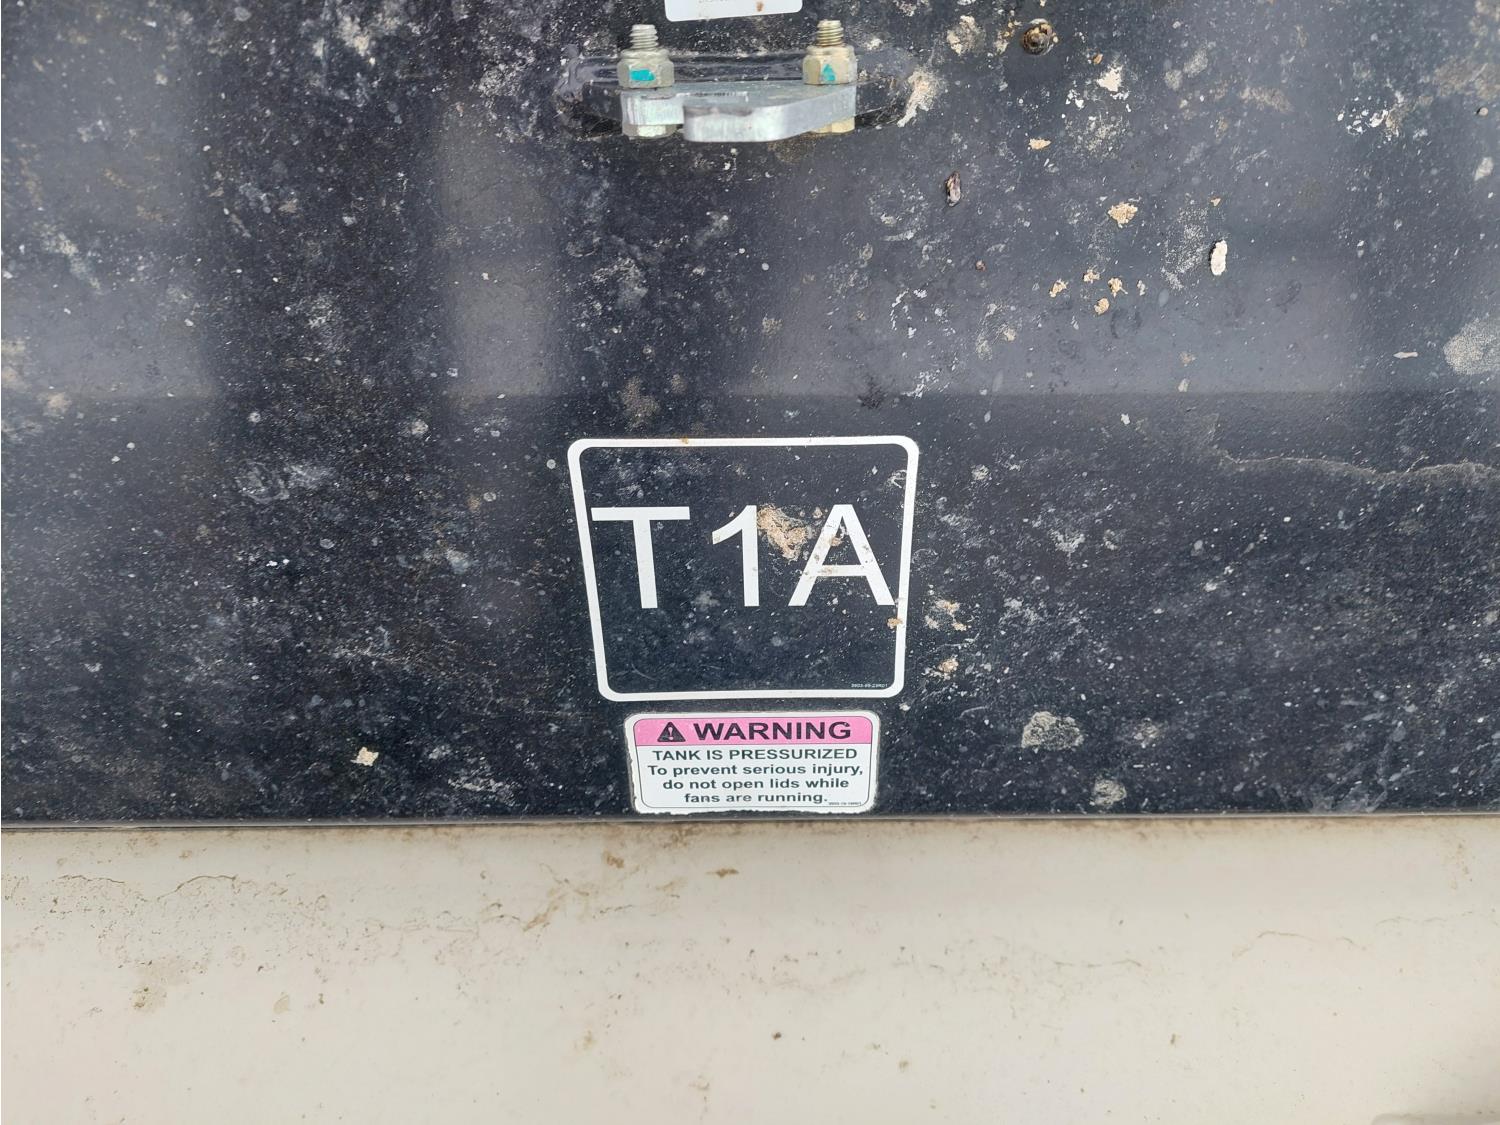 T1A
WARNING
TANK IS PRESSURIZED
To prevent serious injury,
do not open lids while
fans are running.